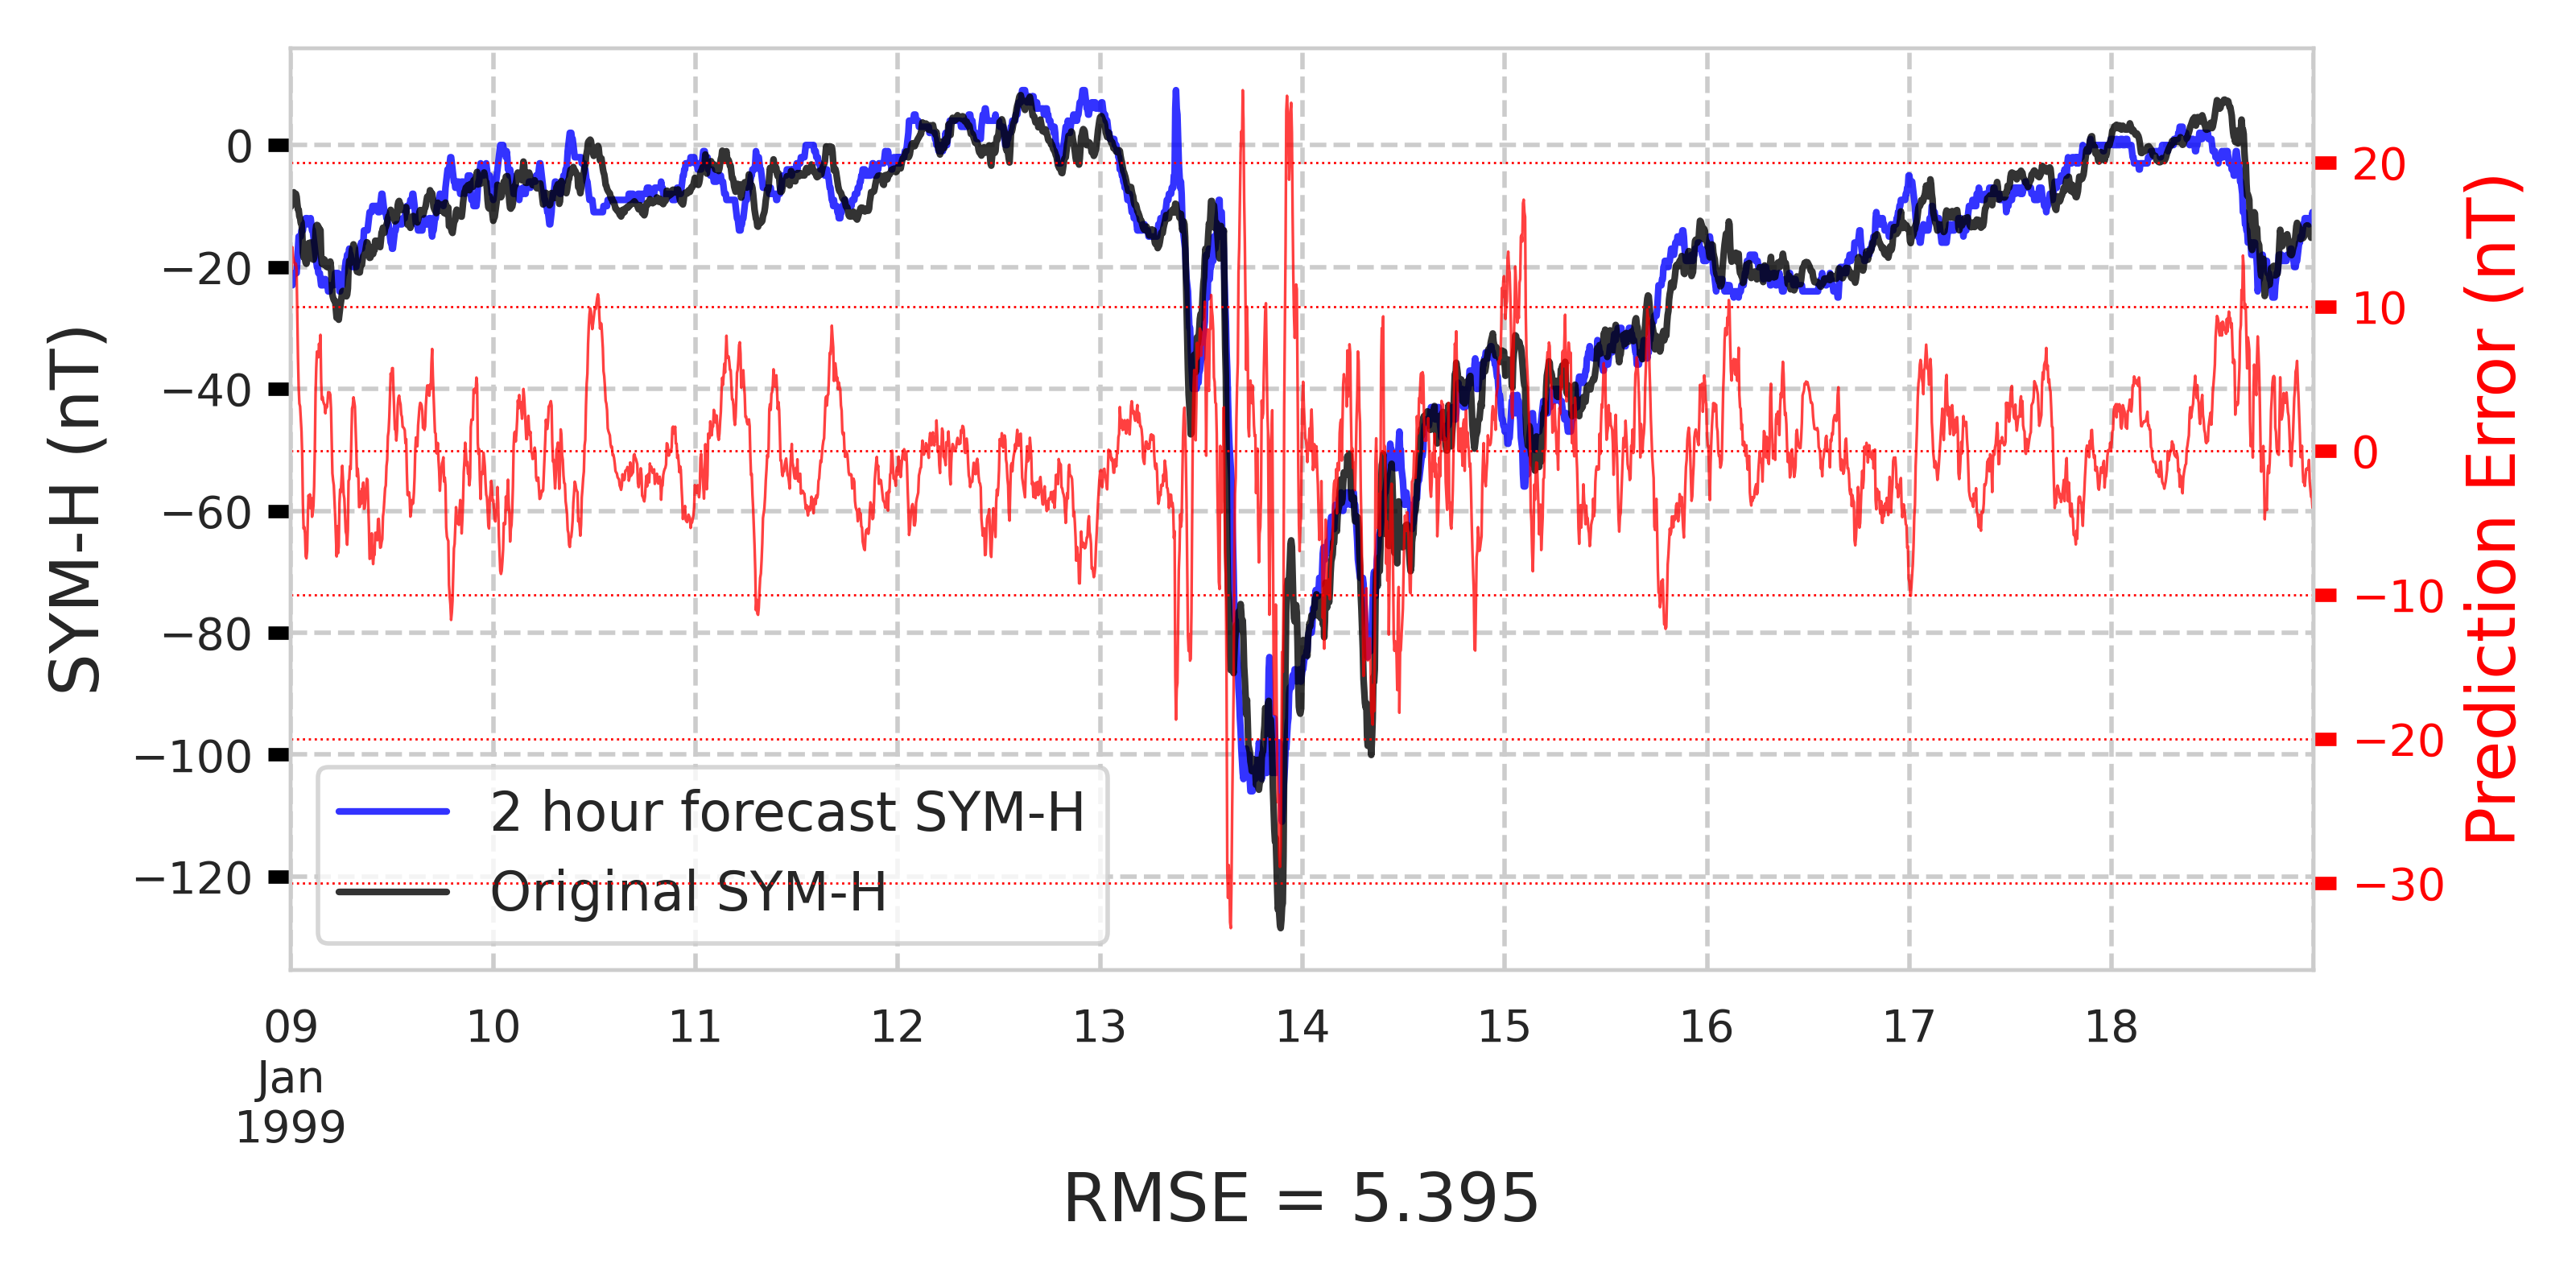 SYM-H (nT)
0
−20
−40
−60
−80
−100
−120
20
10
0
−10
−20
−30
Prediction Error (nT)
2 hour forecast SYM-H
Original SYM-H
09 10 11 12 13 14 15 16 17 18
Jan
1999
RMSE = 5.395